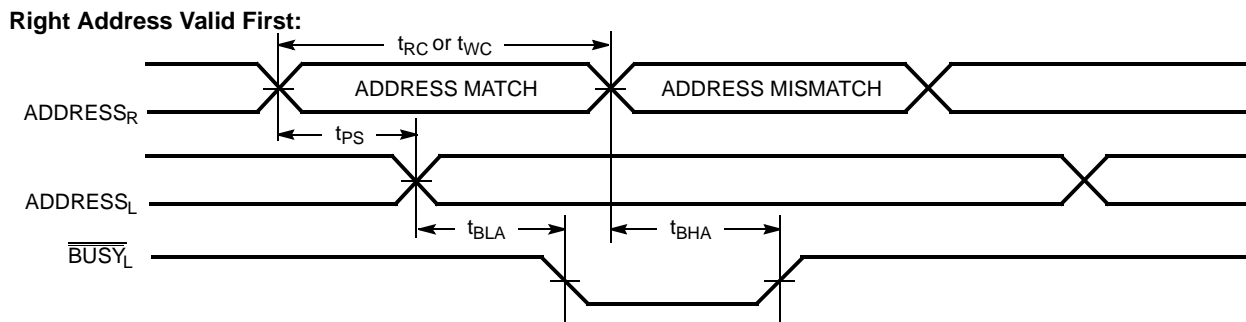 Right Address Valid First:
tRC or tWC
ADDRESS MATCH
ADDRESS MISMATCH
ADDRESSR
tPS
ADDRESSL
tBLA
tBHA
BUSYL